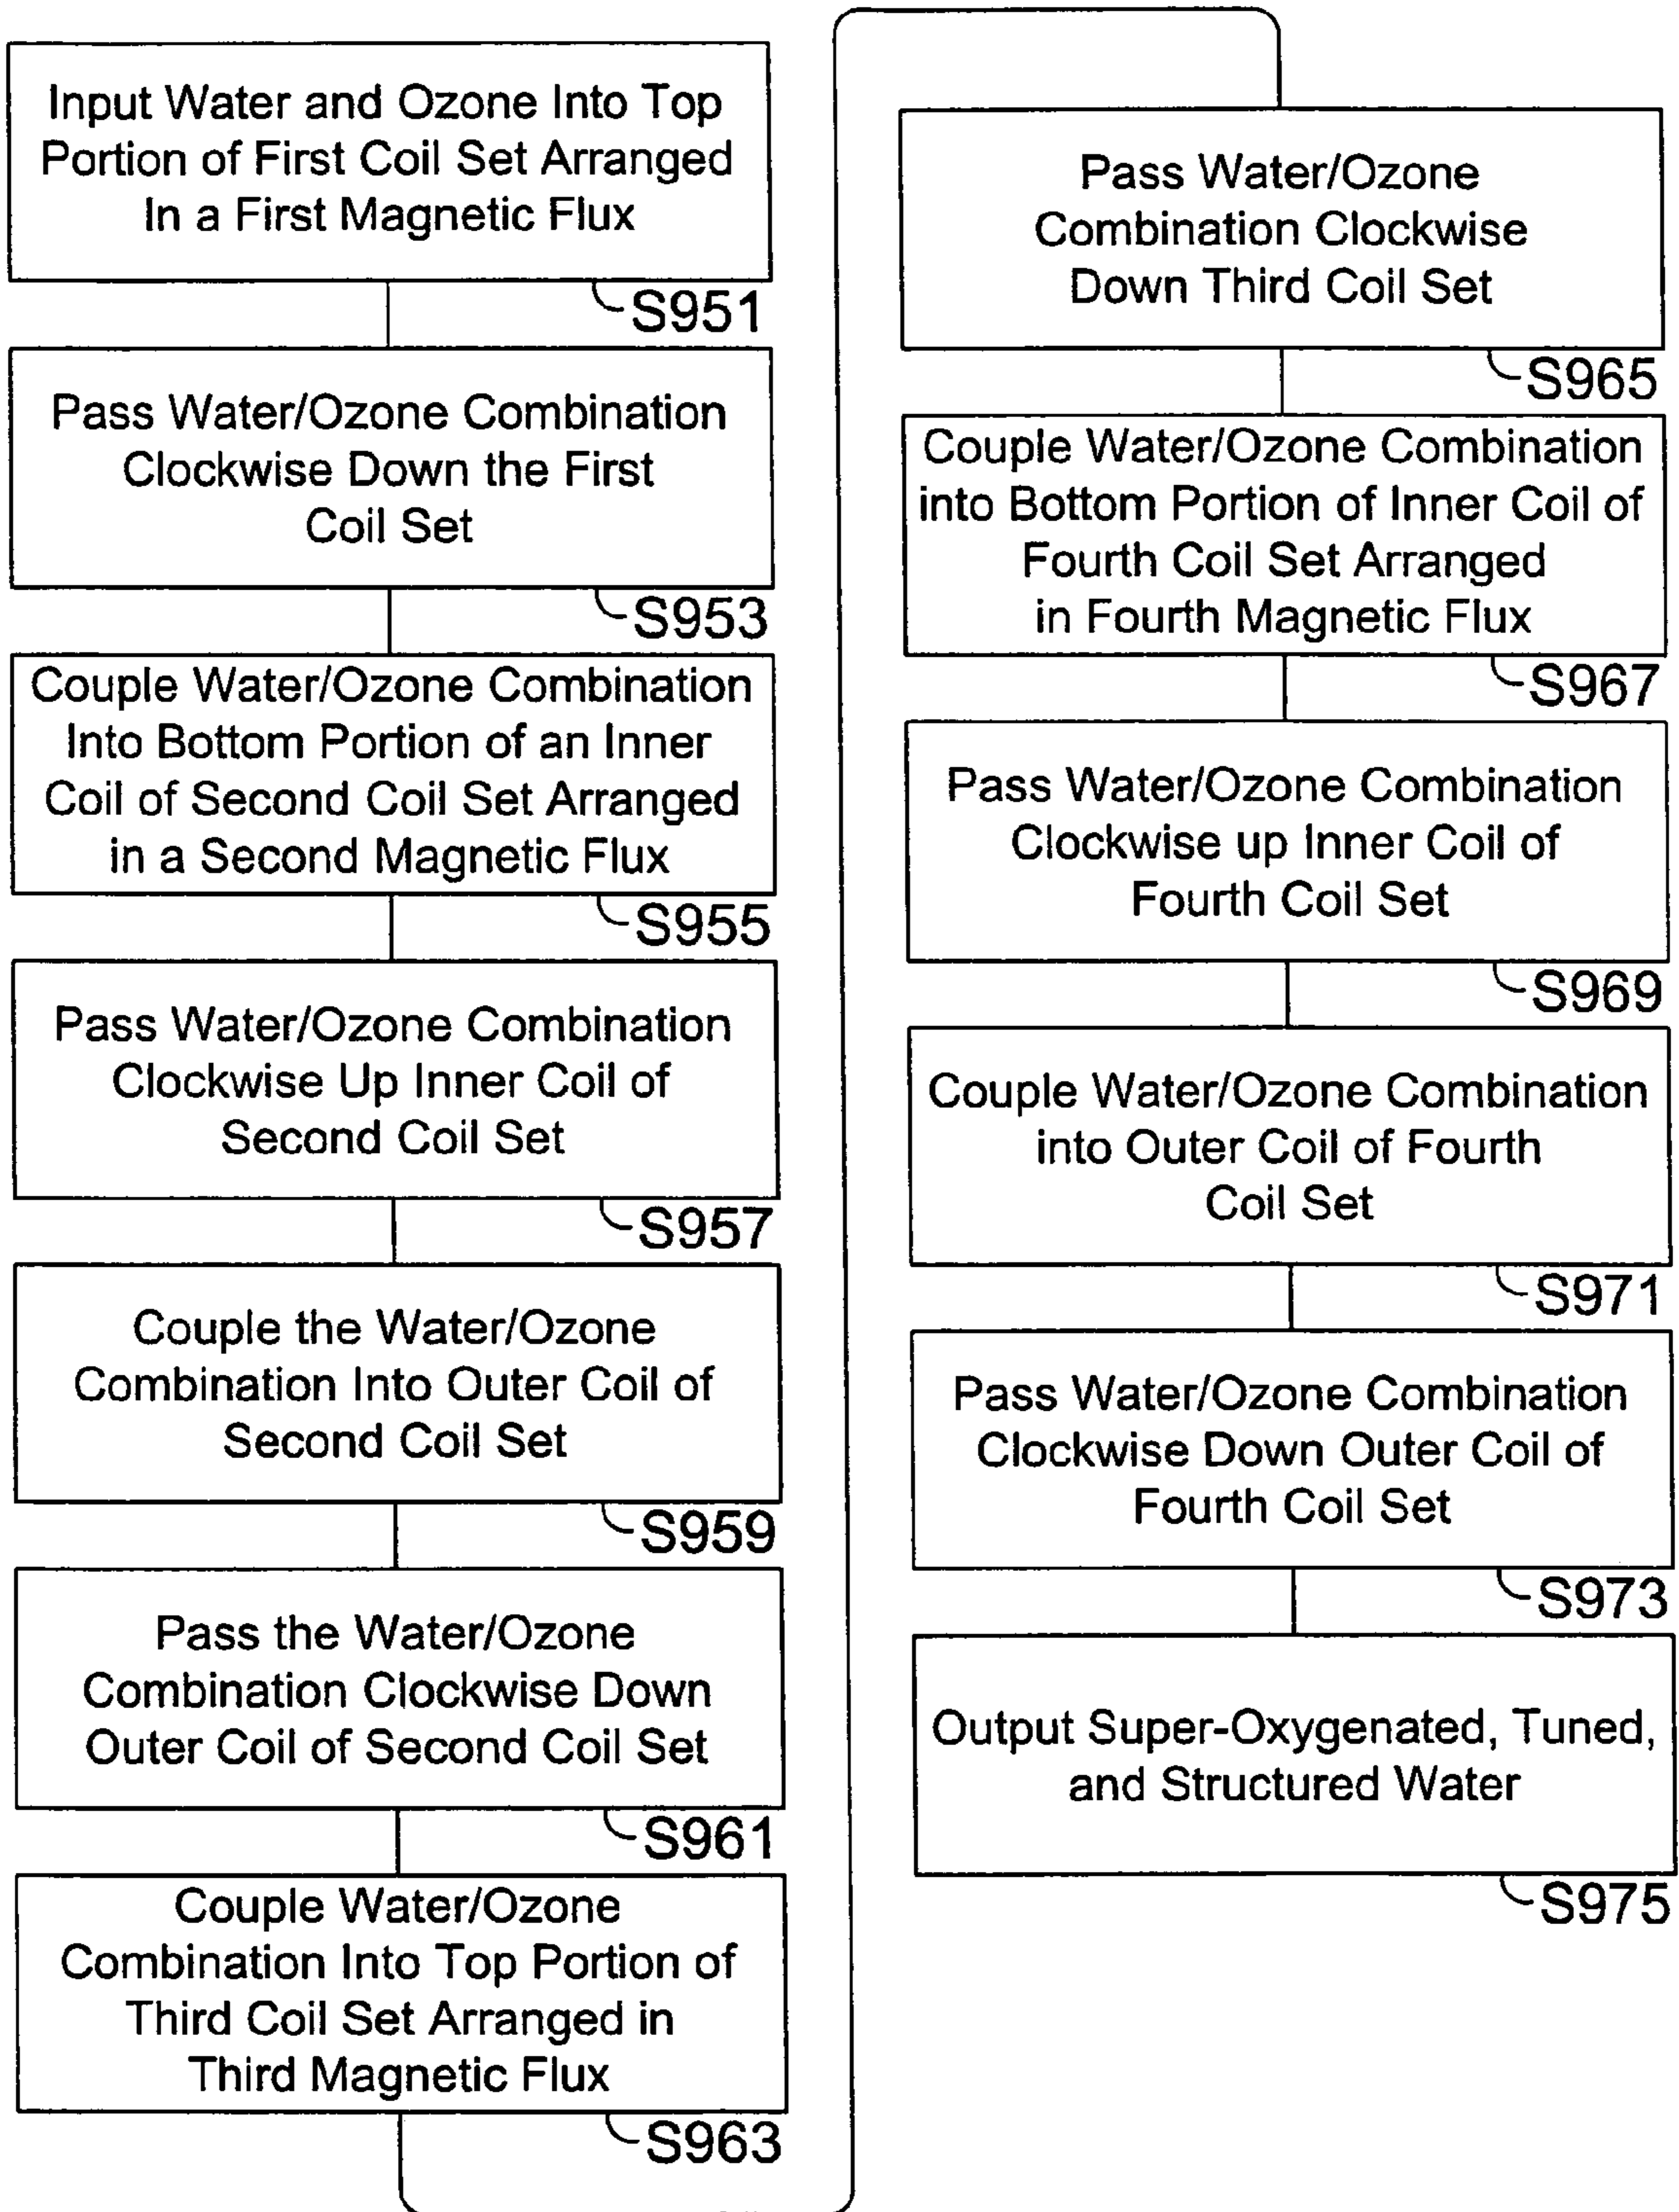 Input Water and Ozone Into Top
Portion of First Coil Set Arranged
In a First Magnetic Flux
S951
Pass Water/Ozone Combination
Clockwise Down the First
Coil Set
S953
Couple Water/Ozone Combination
Into Bottom Portion of an Inner
Coil of Second Coil Set Arranged
in a Second Magnetic Flux
S955
Pass Water/Ozone Combination
Clockwise Up Inner Coil of
Second Coil Set
S957
Couple the Water/Ozone
Combination Into Outer Coil of
Second Coil Set
S959
Pass the Water/Ozone
Combination Clockwise Down
Outer Coil of Second Coil Set
S961
Couple Water/Ozone
Combination Into Top Portion of
Third Coil Set Arranged in
Third Magnetic Flux
S963
Pass Water/Ozone
Combination Clockwise
Down Third Coil Set
S965
Couple Water/Ozone Combination
into Bottom Portion of Inner Coil of
Fourth Coil Set Arranged
in Fourth Magnetic Flux
S967
Pass Water/Ozone Combination
Clockwise up Inner Coil of
Fourth Coil Set
S969
Couple Water/Ozone Combination
into Outer Coil of Fourth
Coil Set
S971
Pass Water/Ozone Combination
Clockwise Down Outer Coil of
Fourth Coil Set
S973
Output Super-Oxygenated, Tuned,
and Structured Water
S975